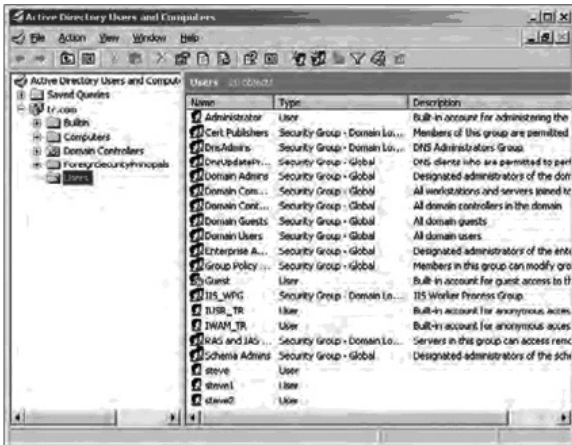 Active Directory Users and Computers
File Action View Window Help
Active Directory Users and Comput
Saved Queries
tr.com
Builtin
Computers
Domain Controllers
ForeignSecurityPrincipals
Users
Users 20 objects
Name Type Description
Administrator User Built-in account for administering the
Cert Publishers Security Group - Domain Lo... Members of this group are permitted
DnsAdmins Security Group - Domain Lo... DNS Administrators Group
DnsUpdatePr... Security Group - Global DNS clients who are permitted to perf
Domain Admins Security Group - Global Designated administrators of the dom
Domain Com... Security Group - Global All workstations and servers joined to
Domain Cont... Security Group - Global All domain controllers in the domain
Domain Guests Security Group - Global All domain guests
Domain Users Security Group - Global All domain users
Enterprise A... Security Group - Global Designated administrators of the ente
Group Policy ... Security Group - Global Members in this group can modify gro
Guest User Built-in account for guest access to th
IIS_WPG Security Group - Domain Lo... IIS Worker Process Group
IUSR_TR User Built-in account for anonymous acces
IWAM_TR User Built-in account for anonymous acces
RAS and IAS ... Security Group - Domain Lo... Servers in this group can access remo
Schema Admins Security Group - Global Designated administrators of the sche
steve User
steve1 User
steve2 User